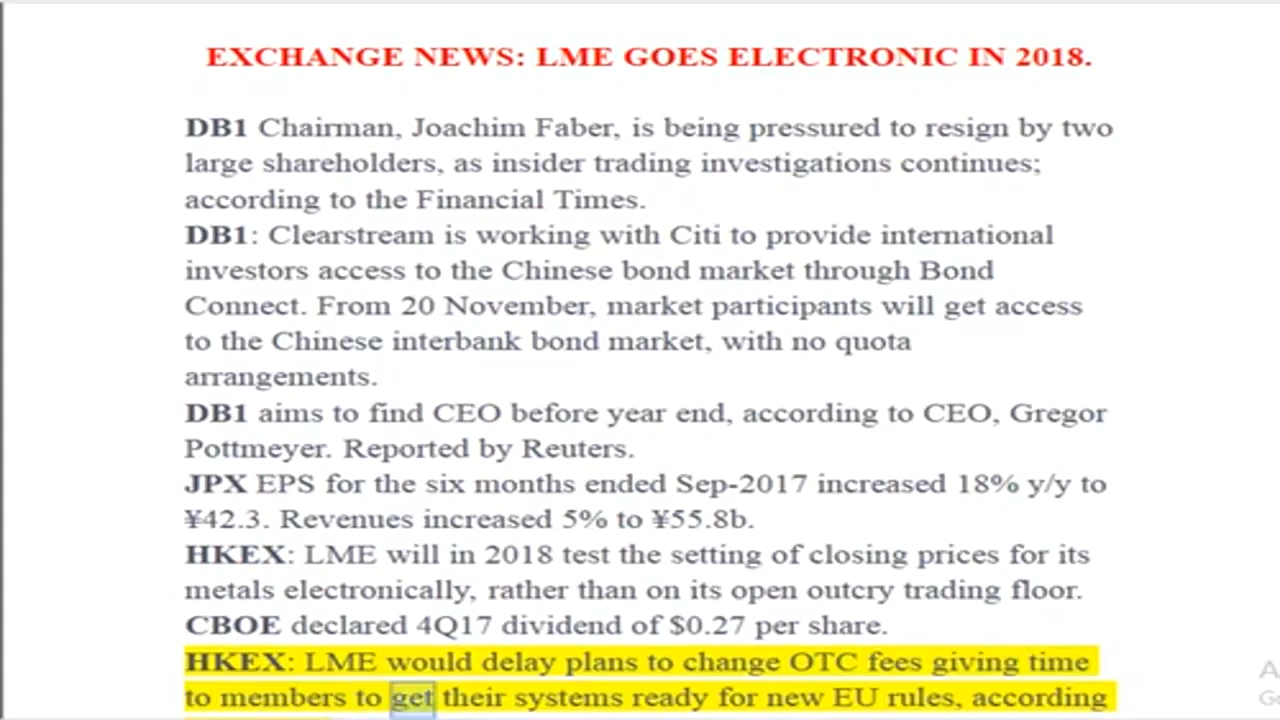 EXCHANGE NEWS: LME GOES ELECTRONIC IN 2018.
DB1 Chairman, Joachim Faber, is being pressured to resign by two
large shareholders, as insider trading investigations continues;
according to the Financial Times.
DB1: Clearstream is working with Citi to provide international
investors access to the Chinese bond market through Bond
Connect. From 20 November, market participants will get access
to the Chinese interbank bond market, with no quota
arrangements.
DB1 aims to find CEO before year end, according to CEO, Gregor
Pottmeyer. Reported by Reuters.
JPX EPS for the six months ended Sep-2017 increased 18% y/y to
¥42.3. Revenues increased 5% to ¥55.8b.
HKEX: LME will in 2018 test the setting of closing prices for its
metals electronically, rather than on its open outcry trading floor.
CBOE declared 4Q17 dividend of $0.27 per share.
HKEX: LME would delay plans to change OTC fees giving time
to members to get their systems ready for new EU rules, according